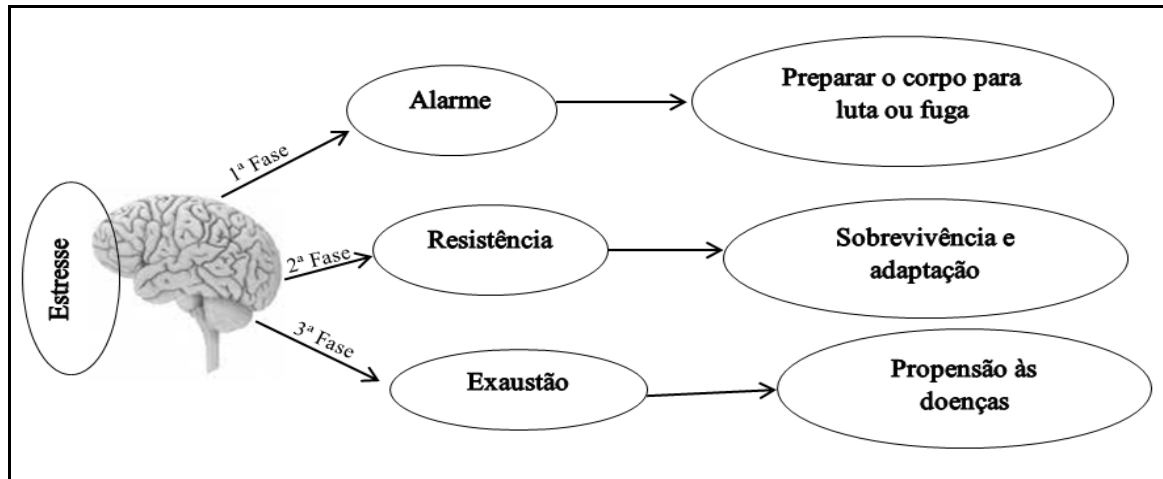 Estresse
1ª Fase
Alarme
Preparar o corpo para
luta ou fuga
2ª Fase
Resistência
Sobrevivência e
adaptação
3ª Fase
Exaustão
Propensão às
doenças